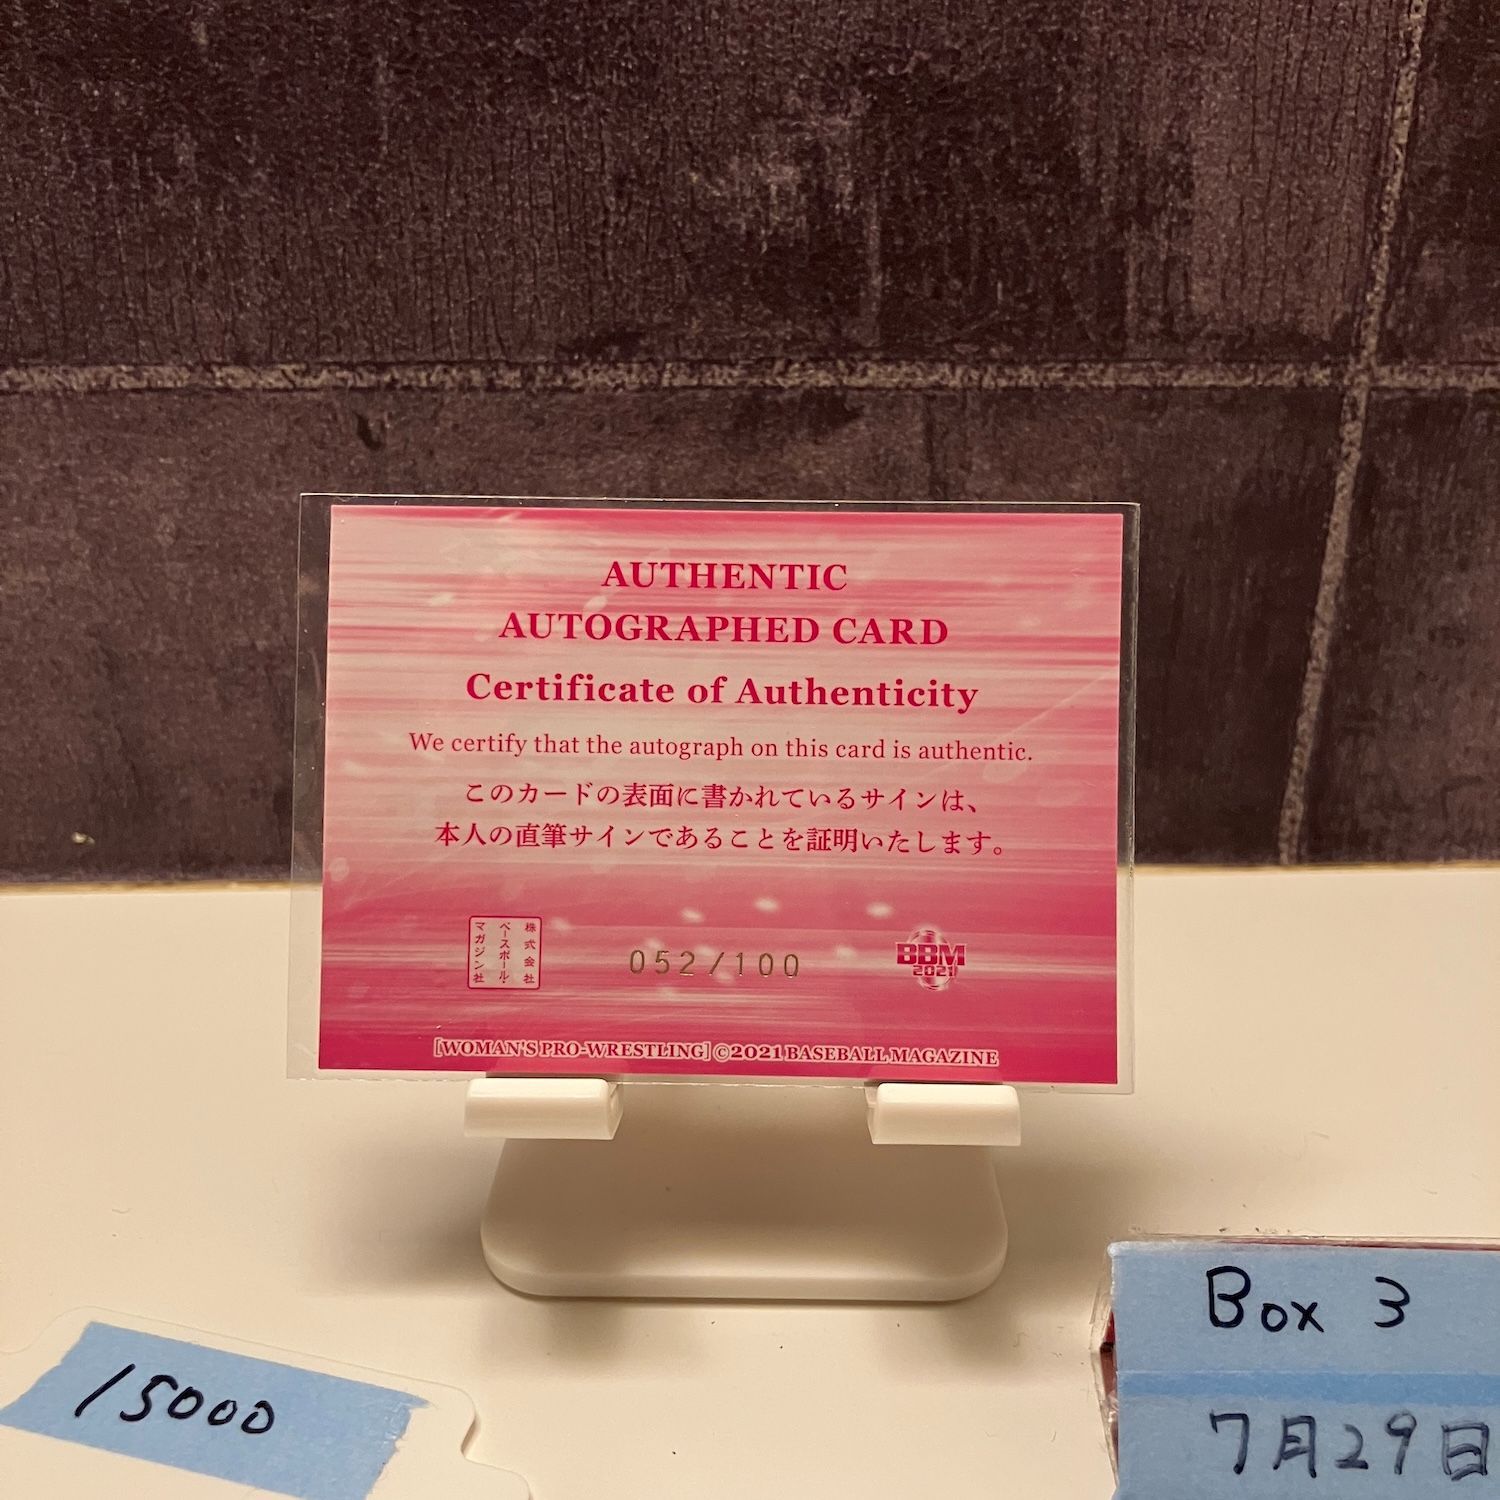 AUTHENTIC
AUTOGRAPHED CARD
Certificate of Authenticity
We certify that the autograph on this card is authentic.
このカードの表面に書かれているサインは、
本人の直筆サインであることを証明いたします。
株式会社
ベースボール・
マガジン社
052/100
BBM
2021
[WOMAN'S PRO-WRESTLING] ©2021 BASEBALL MAGAZINE
15000
Box 3
7月29日